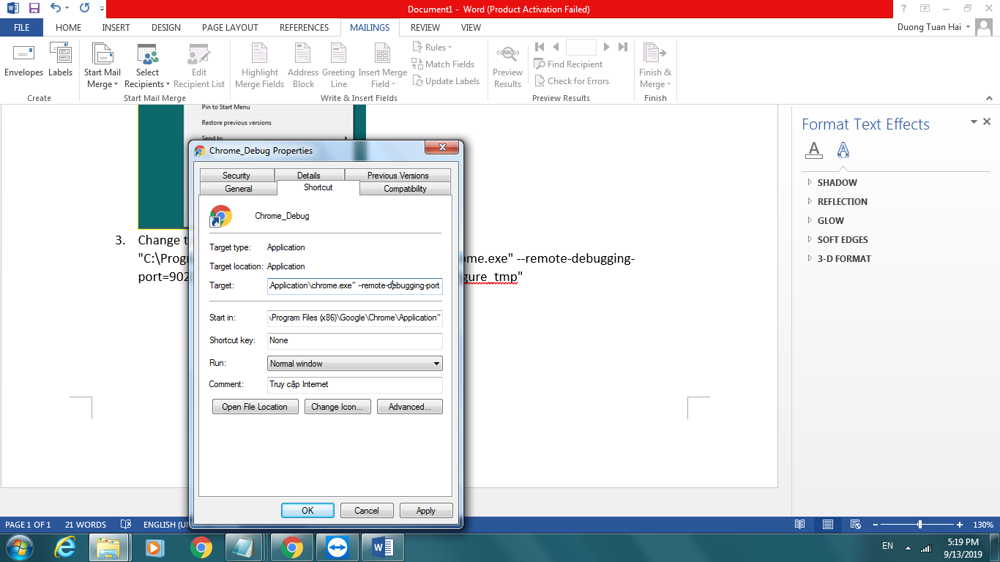 Document1 - Word (Product Activation Failed)
FILE HOME INSERT DESIGN PAGE LAYOUT REFERENCES MAILINGS REVIEW VIEW
Duong Tuan Hai
Envelopes Labels
Create
Start Mail Merge
Select Recipients
Edit Recipient List
Start Mail Merge
Highlight Merge Fields
Address Block
Greeting Line
Insert Merge Field
Rules
Match Fields
Update Labels
Write & Insert Fields
Preview Results
Find Recipient
Check for Errors
Preview Results
Finish & Merge
Finish
Pin to Start Menu
Restore previous versions
Send to
Chrome_Debug Properties
Security Details Previous Versions
General Shortcut Compatibility
Chrome_Debug
Target type: Application
Target location: Application
Target: Application\chrome.exe" --remote-debugging-port
Start in: \Program Files (x86)\Google\Chrome\Application"
Shortcut key: None
Run: Normal window
Comment: Truy cập Internet
Open File Location Change Icon... Advanced...
OK Cancel Apply
3. Change t
"C:\Progr ome.exe" --remote-debugging-
port=902 gure_tmp"
Format Text Effects
A A
SHADOW
REFLECTION
GLOW
SOFT EDGES
3-D FORMAT
PAGE 1 OF 1 21 WORDS ENGLISH (U
130%
EN
5:19 PM
9/13/2019